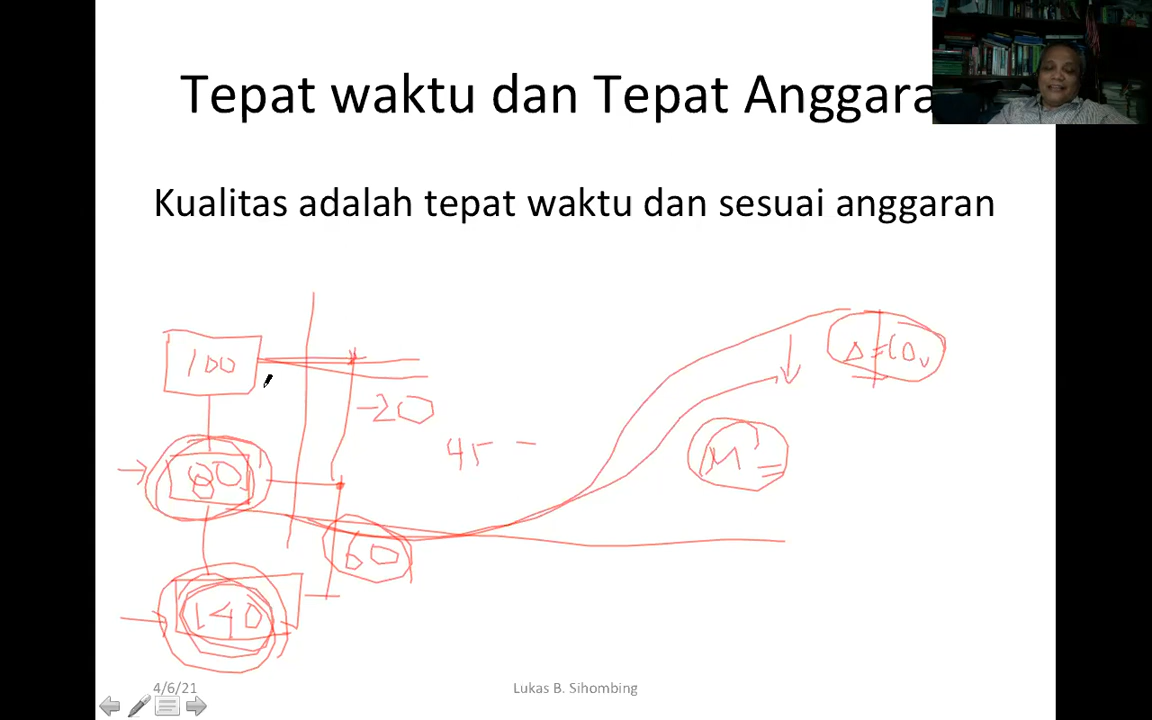 Tepat waktu dan Tepat Anggara
Kualitas adalah tepat waktu dan sesuai anggaran
100
-20
45 -
80
60
140
M =
4/6/21
Lukas B. Sihombing